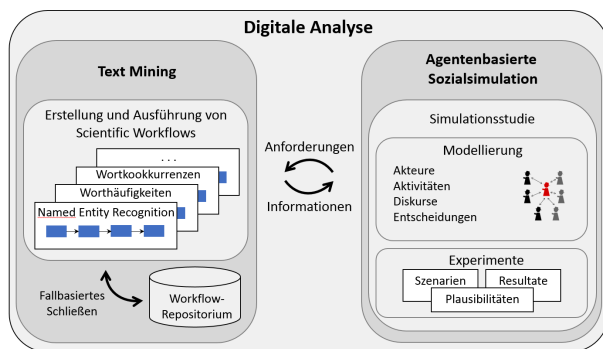 Digitale Analyse
Text Mining
Erstellung und Ausführung von
Scientific Workflows
. . .
Wortkookkurrenzen
Worthäufigkeiten
Named Entity Recognition
Fallbasiertes
Schließen
Workflow-
Repositorium
Anforderungen
Informationen
Agentenbasierte
Sozialsimulation
Simulationsstudie
Modellierung
Akteure
Aktivitäten
Diskurse
Entscheidungen
Experimente
Szenarien
Resultate
Plausibilitäten